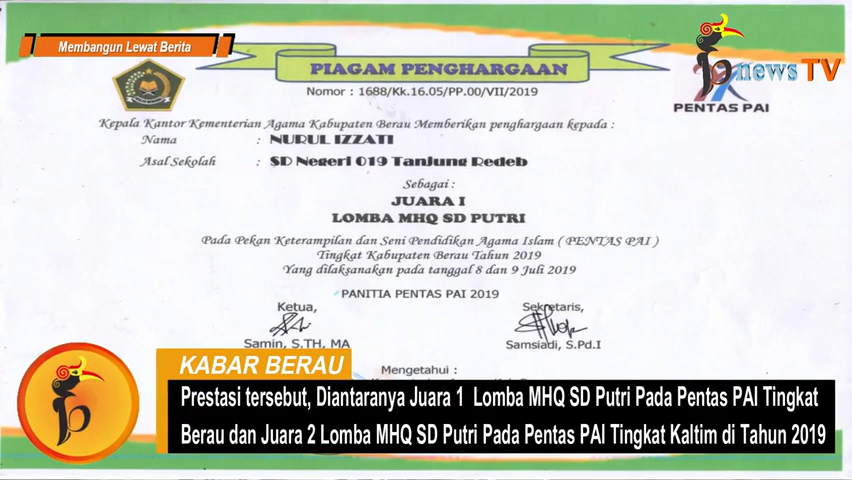 Membangun Lewat Berita
PIAGAM PENGHARGAAN
Nomor : 1688/Kk.16.05/PP.00/VII/2019
news TV
PENTAS PAI
Kepala Kantor Kementerian Agama Kabupaten Berau Memberikan penghargaan kepada :
Nama : NURUL IZZATI
Asal Sekolah : SD Negeri 019 Tanjung Redeb
Sebagai :
JUARA I
LOMBA MHQ SD PUTRI
Pada Pekan Keterampilan dan Seni Pendidikan Agama Islam ( PENTAS PAI )
Tingkat Kabupaten Berau Tahun 2019
Yang dilaksanakan pada tanggal 8 dan 9 Juli 2019
PANITIA PENTAS PAI 2019
Ketua, Sekretaris,
Samin, S.TH, MA Samsiadi, S.Pd.I
Mengetahui :
KABAR BERAU
Prestasi tersebut, Diantaranya Juara 1 Lomba MHQ SD Putri Pada Pentas PAI Tingkat
Berau dan Juara 2 Lomba MHQ SD Putri Pada Pentas PAI Tingkat Kaltim di Tahun 2019